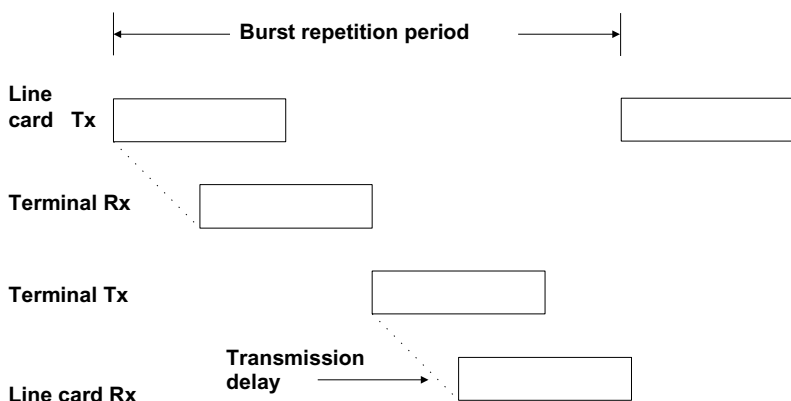 Burst repetition period
Line
card Tx
Terminal Rx
Terminal Tx
Transmission
delay
Line card Rx